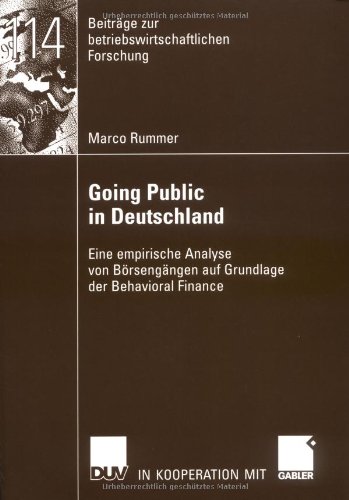 Urheberrechtlich geschütztes Material
114
Beiträge zur
betriebswirtschaftlichen
Forschung
Marco Rummer
Going Public
in Deutschland
Eine empirische Analyse
von Börsengängen auf Grundlage
der Behavioral Finance
DUV
IN KOOPERATION MIT
GABLER
Urheberrechtlich geschütztes Material